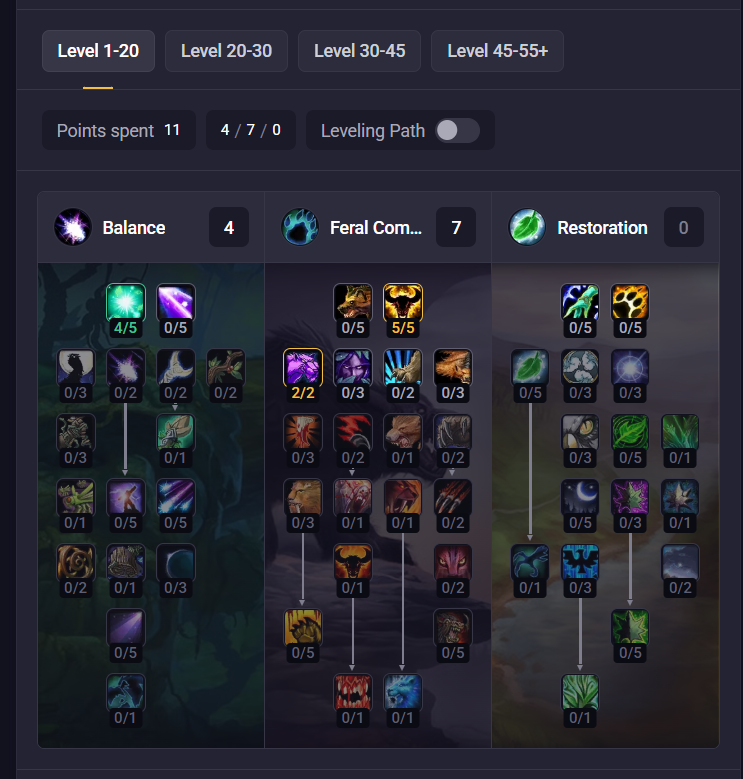 Level 1-20 Level 20-30 Level 30-45 Level 45-55+
Points spent 11 4 / 7 / 0 Leveling Path
Balance 4 Feral Com... 7 Restoration 0
4/5 0/5 0/5 5/5 0/5 0/5
0/3 0/2 0/2 0/2 2/2 0/3 0/2 0/3 0/5 0/3 0/3
0/3 0/1 0/3 0/2 0/1 0/2 0/3 0/5 0/1
0/1 0/5 0/5 0/3 0/1 0/1 0/2 0/5 0/3 0/1
0/2 0/1 0/3 0/1 0/2 0/1 0/3 0/2
0/5 0/5 0/5 0/5
0/1 0/1 0/1 0/1